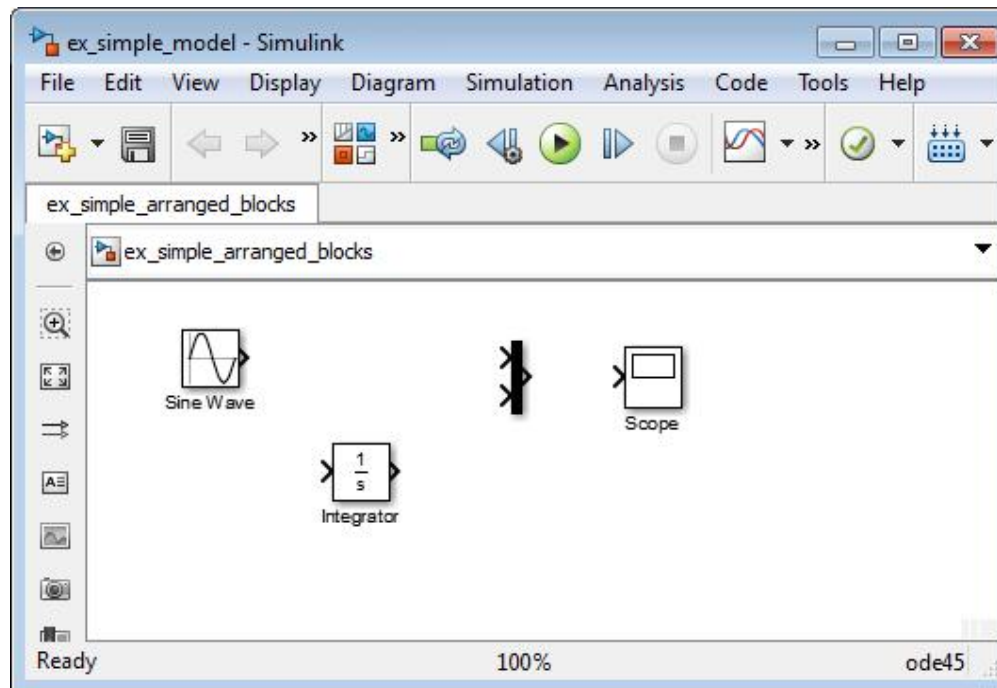 ex_simple_model - Simulink
File Edit View Display Diagram Simulation Analysis Code Tools Help
» » »
ex_simple_arranged_blocks
ex_simple_arranged_blocks
A
Sine Wave
Scope
1
s
Integrator
Ready 100% ode45